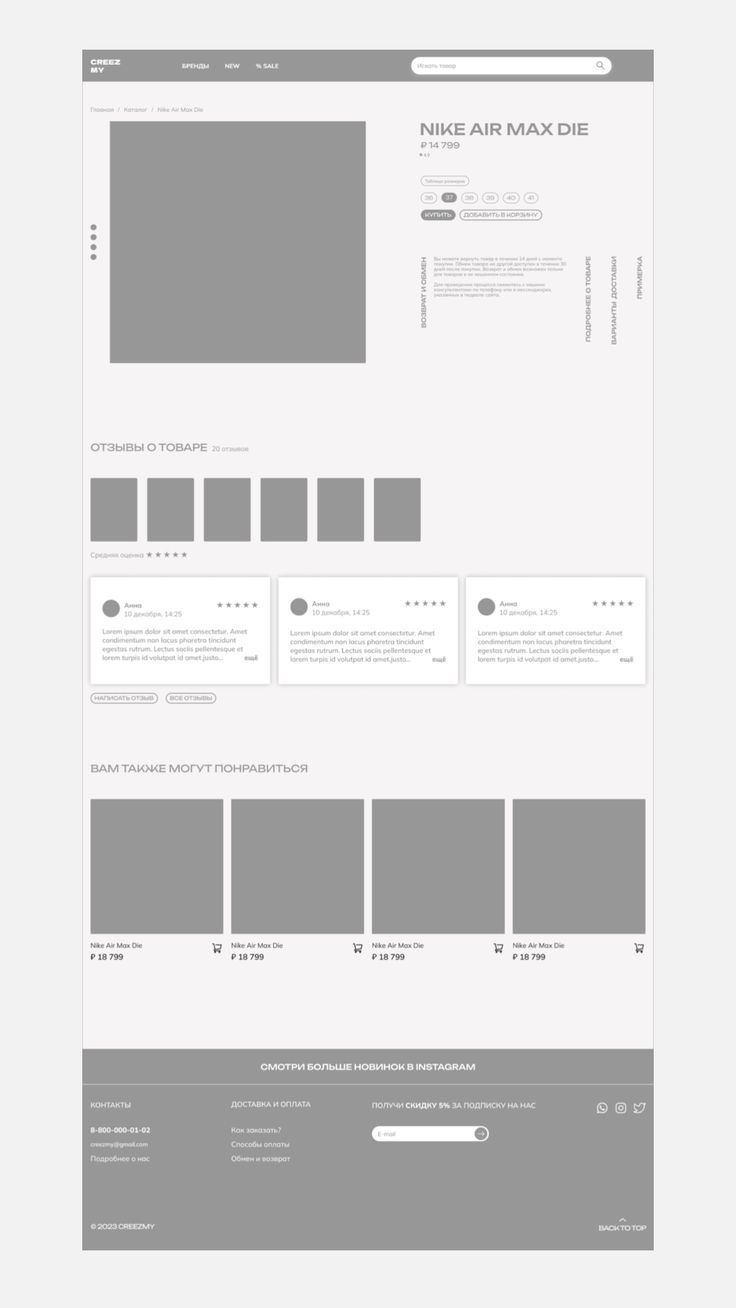 CREEZ
MY
БРЕНДЫ NEW % SALE
Искать товар
Главная / Каталог / Nike Air Max Die
NIKE AIR MAX DIE
₽ 14 799
Таблица размеров
36 37 38 39 40 41
КУПИТЬ ДОБАВИТЬ В КОРЗИНУ
ВОЗВРАТ И ОБМЕН
Вы можете вернуть товар в течение 14 дней с момента
покупки. Обмен товара на другой доступен в течение 30
дней после покупки. Возврат и обмен возможен только
для товаров в не ношенном состоянии.
Для проведения процесса свяжитесь с нашими
консультантами по телефону или в мессенджерах,
указанных в подвале сайта.
ПОДРОБНЕЕ О ТОВАРЕ
ВАРИАНТЫ ДОСТАВКИ
ПРИМЕРКА
ОТЗЫВЫ О ТОВАРЕ 20 отзывов
Средняя оценка ★ ★ ★ ★ ★
Анна ★ ★ ★ ★ ★
10 декабря, 14:25
Lorem ipsum dolor sit amet consectetur. Amet
condimentum non lacus pharetra tincidunt
egestas rutrum. Lectus sociis pellentesque et
lorem turpis id volutpat id amet.justo... ещё
Анна ★ ★ ★ ★ ★
10 декабря, 14:25
Lorem ipsum dolor sit amet consectetur. Amet
condimentum non lacus pharetra tincidunt
egestas rutrum. Lectus sociis pellentesque et
lorem turpis id volutpat id amet.justo... ещё
Анна ★ ★ ★ ★ ★
10 декабря, 14:25
Lorem ipsum dolor sit amet consectetur. Amet
condimentum non lacus pharetra tincidunt
egestas rutrum. Lectus sociis pellentesque et
lorem turpis id volutpat id amet.justo... ещё
НАПИСАТЬ ОТЗЫВ ВСЕ ОТЗЫВЫ
ВАМ ТАКЖЕ МОГУТ ПОНРАВИТЬСЯ
Nike Air Max Die Nike Air Max Die Nike Air Max Die Nike Air Max Die
₽ 18 799 ₽ 18 799 ₽ 18 799 ₽ 18 799
СМОТРИ БОЛЬШЕ НОВИНОК В INSTAGRAM
КОНТАКТЫ
8-800-000-01-02
creezmy@gmail.com
Подробнее о нас
ДОСТАВКА И ОПЛАТА
Как заказать?
Способы оплаты
Обмен и возврат
ПОЛУЧИ СКИДКУ 5% ЗА ПОДПИСКУ НА НАС
E-mail
© 2023 CREEZMY
BACK TO TOP